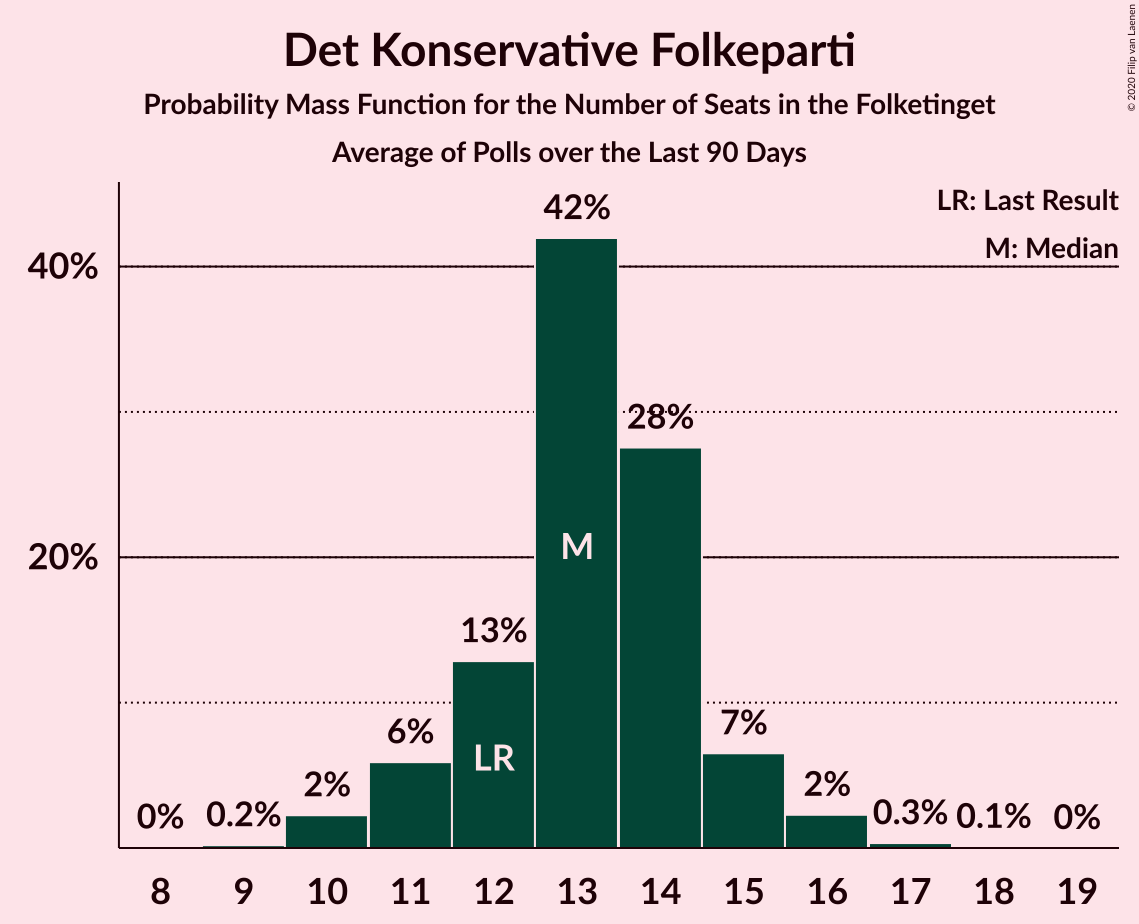 Det Konservative Folkeparti
Probability Mass Function for the Number of Seats in the Folketinget
Average of Polls over the Last 90 Days
© 2020 Filip van Laenen
LR: Last Result
M: Median
40%
20%
0%
0.2%
2%
6%
13%
42%
28%
7%
2%
0.3%
0.1%
0%
LR
M
8 9 10 11 12 13 14 15 16 17 18 19